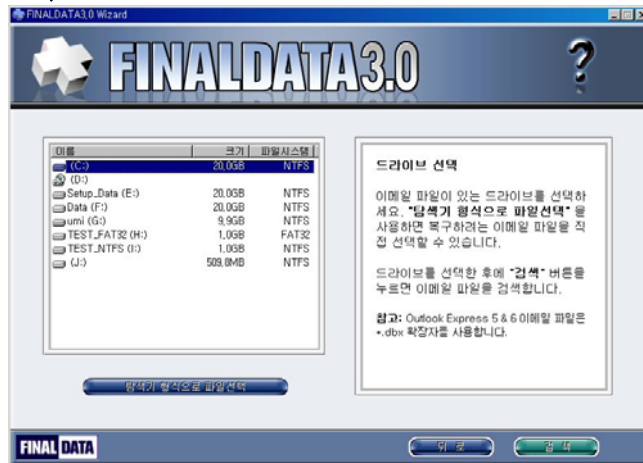 FINALDATA3.0 Wizard
FINALDATA3.0
?
이름 크기 파일시스템
(C:) 20,0GB NTFS
(D:)
Setup_Data (E:) 20,0GB NTFS
Data (F:) 20,0GB NTFS
umi (G:) 9,9GB NTFS
TEST_FAT32 (H:) 1,0GB FAT32
TEST_NTFS (I:) 1,0GB NTFS
(J:) 509,8MB NTFS
탐색기 형식으로 파일선택
드라이브 선택
이메일 파일이 있는 드라이브를 선택하
세요. "탐색기 형식으로 파일선택" 을
사용하면 복구하려는 이메일 파일을 직
접 선택할 수 있습니다.
드라이브를 선택한 후에 "검색" 버튼을
누르면 이메일 파일을 검색합니다.
참고: Outlook Express 5 & 6 이메일 파일은
*.dbx 확장자를 사용합니다.
FINAL DATA
뒤 로
검 색